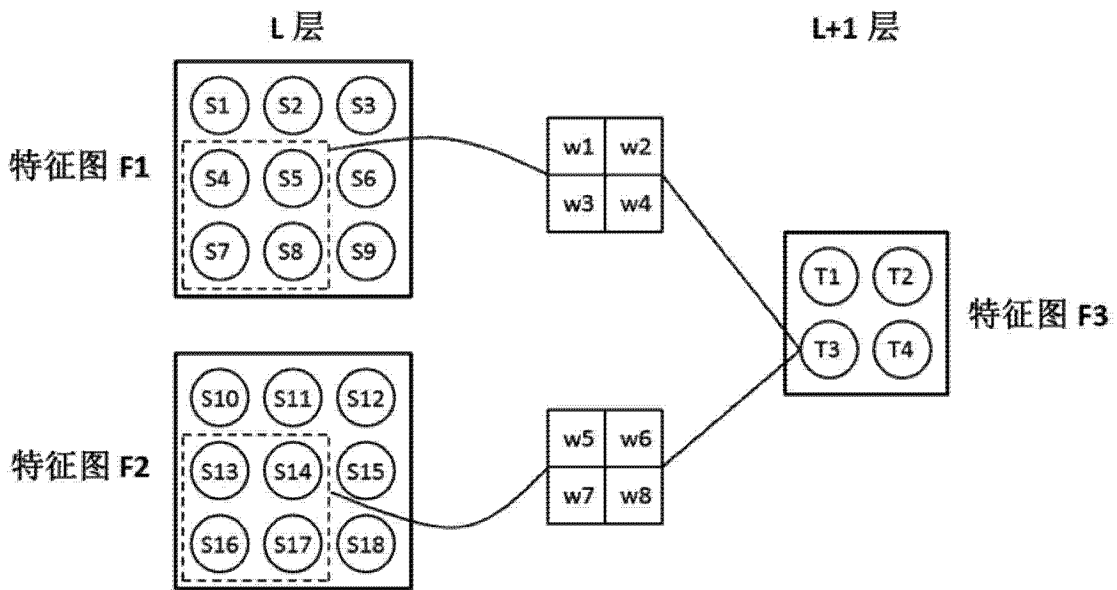 L 层
L+1 层
特征图 F1
S1 S2 S3
S4 S5 S6
S7 S8 S9
w1 w2
w3 w4
特征图 F2
S10 S11 S12
S13 S14 S15
S16 S17 S18
w5 w6
w7 w8
T1 T2
T3 T4
特征图 F3